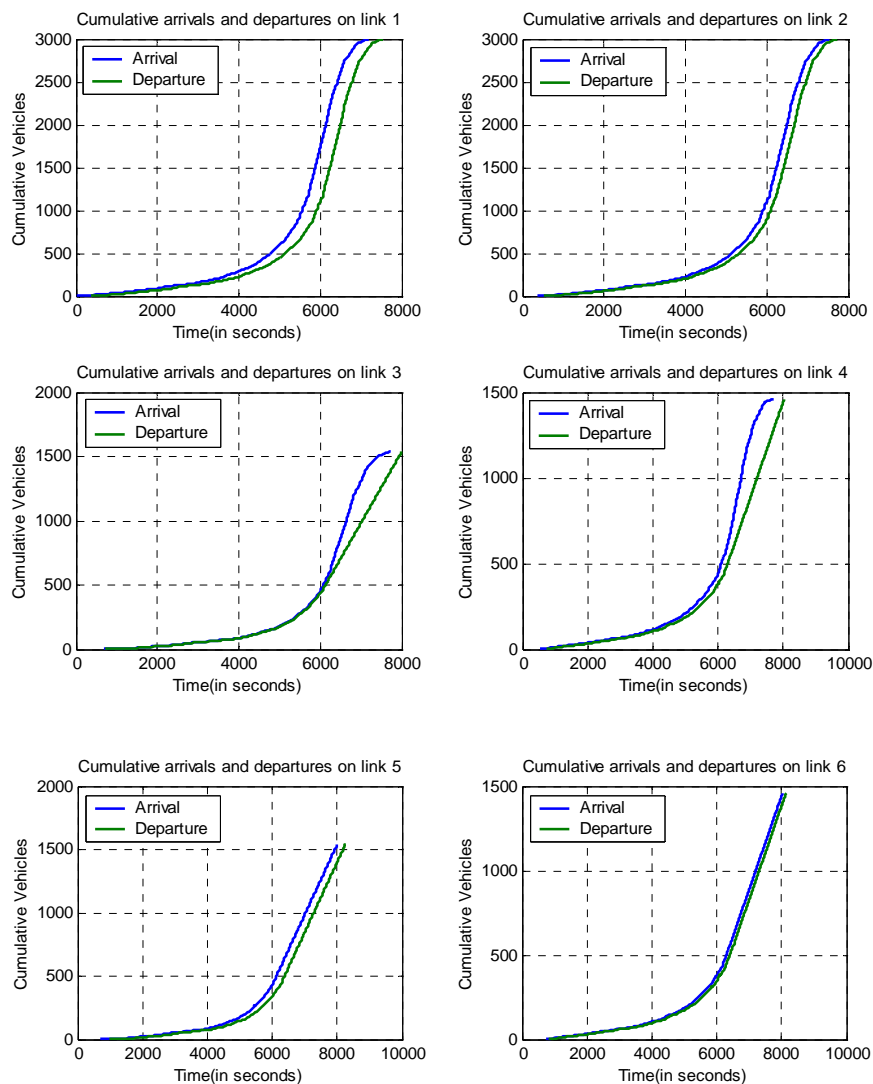 Cumulative arrivals and departures on link 1
3000
2500
2000
1500
1000
500
0
Cumulative Vehicles
Arrival
Departure
0 2000 4000 6000 8000
Time(in seconds)
Cumulative arrivals and departures on link 2
3000
2500
2000
1500
1000
500
0
Cumulative Vehicles
Arrival
Departure
0 2000 4000 6000 8000
Time(in seconds)
Cumulative arrivals and departures on link 3
2000
1500
1000
500
0
Cumulative Vehicles
Arrival
Departure
0 2000 4000 6000 8000
Time(in seconds)
Cumulative arrivals and departures on link 4
1500
1000
500
0
Cumulative Vehicles
Arrival
Departure
0 2000 4000 6000 8000 10000
Time(in seconds)
Cumulative arrivals and departures on link 5
2000
1500
1000
500
0
Cumulative Vehicles
Arrival
Departure
0 2000 4000 6000 8000 10000
Time(in seconds)
Cumulative arrivals and departures on link 6
1500
1000
500
0
Cumulative Vehicles
Arrival
Departure
0 2000 4000 6000 8000 10000
Time(in seconds)